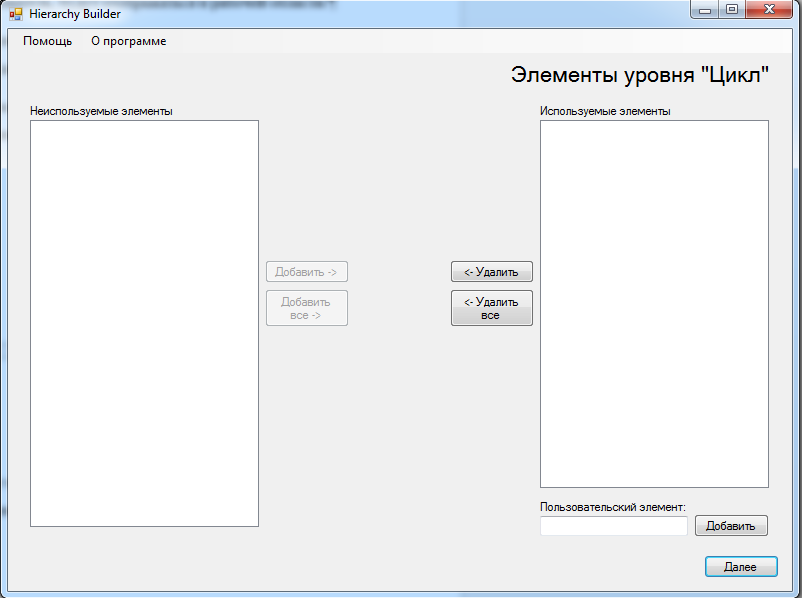 Hierarchy Builder
Помощь О программе
Элементы уровня "Цикл"
Неиспользуемые элементы
Используемые элементы
Добавить ->
<- Удалить
Добавить
все ->
<- Удалить
все
Пользовательский элемент:
Добавить
Далее